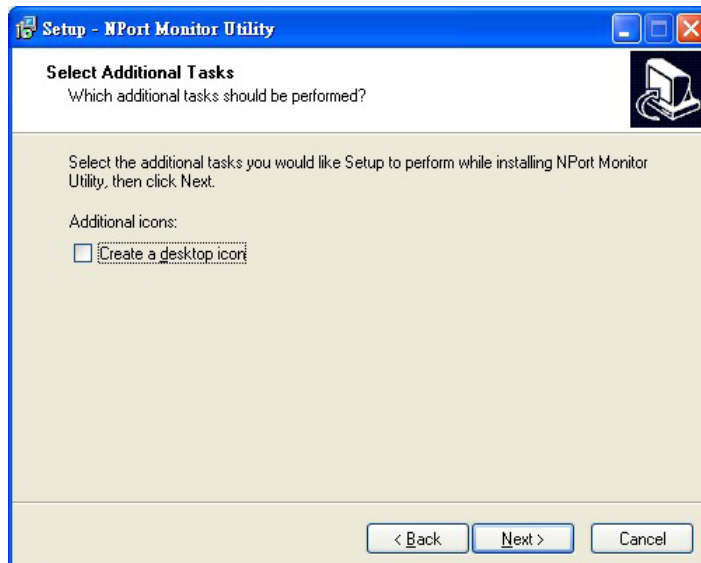 Setup - NPort Monitor Utility
Select Additional Tasks
Which additional tasks should be performed?
Select the additional tasks you would like Setup to perform while installing NPort Monitor
Utility, then click Next.
Additional icons:
Create a desktop icon
< Back Next > Cancel